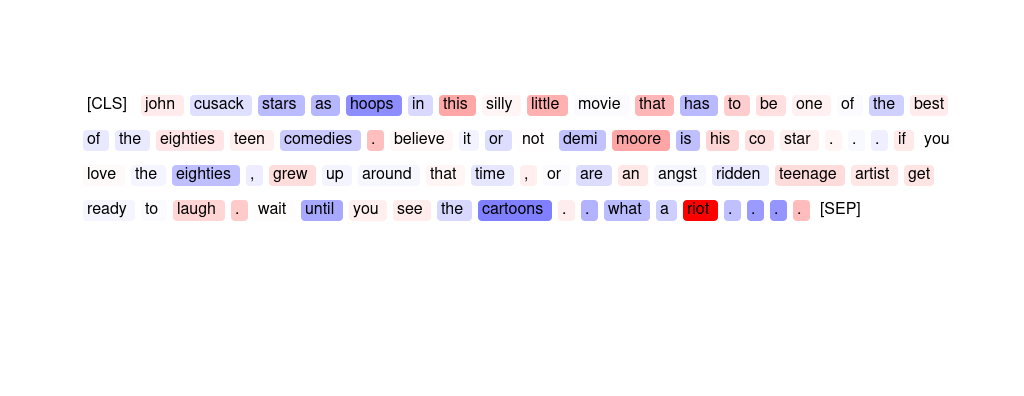 [CLS] john cusack stars as hoops in this silly little movie that has to be one of the best
of the eighties teen comedies . believe it or not demi moore is his co star . . . if you
love the eighties , grew up around that time , or are an angst ridden teenage artist get
ready to laugh . wait until you see the cartoons . . what a riot . . . . [SEP]